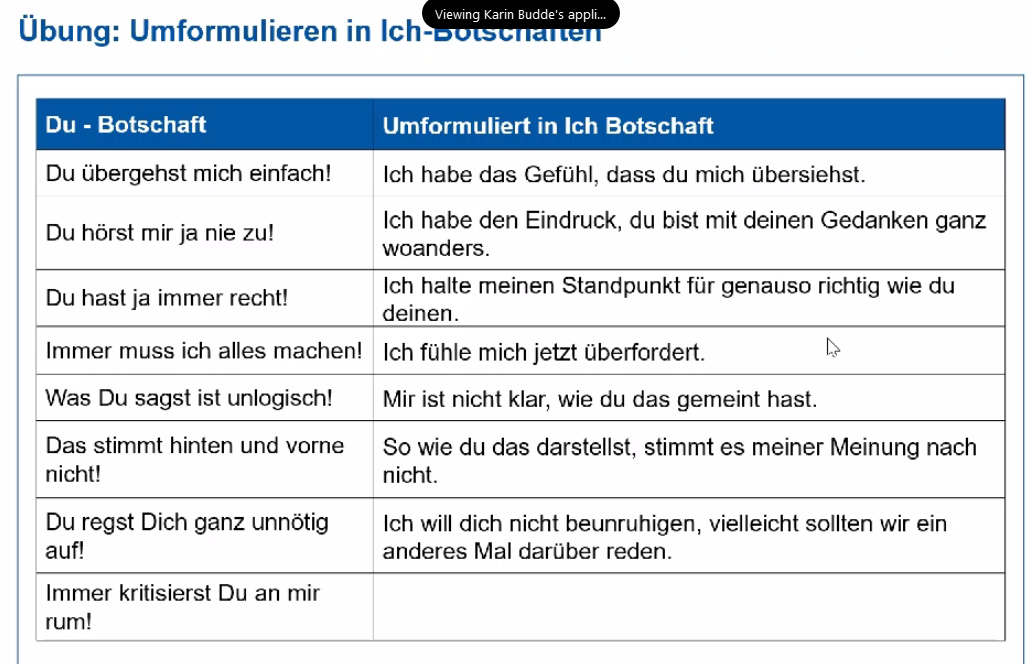 Viewing Karin Budde's appli...
Übung: Umformulieren in Ich-Botschaften
Du - Botschaft
Umformuliert in Ich Botschaft
Du übergehst mich einfach!
Ich habe das Gefühl, dass du mich übersiehst.
Du hörst mir ja nie zu!
Ich habe den Eindruck, du bist mit deinen Gedanken ganz
woanders.
Du hast ja immer recht!
Ich halte meinen Standpunkt für genauso richtig wie du
deinen.
Immer muss ich alles machen!
Ich fühle mich jetzt überfordert.
Was Du sagst ist unlogisch!
Mir ist nicht klar, wie du das gemeint hast.
Das stimmt hinten und vorne
nicht!
So wie du das darstellst, stimmt es meiner Meinung nach
nicht.
Du regst Dich ganz unnötig
auf!
Ich will dich nicht beunruhigen, vielleicht sollten wir ein
anderes Mal darüber reden.
Immer kritisierst Du an mir
rum!